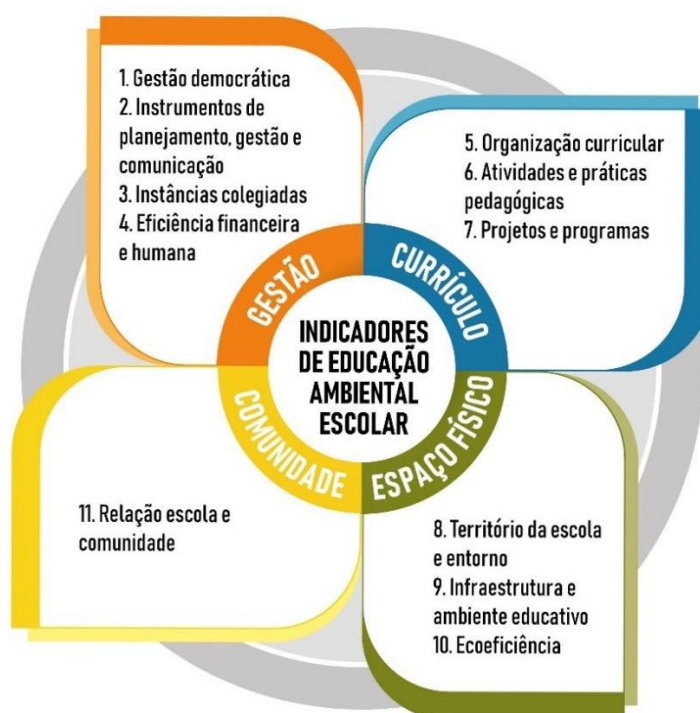 1. Gestão democrática
2. Instrumentos de
planejamento, gestão e
comunicação
3. Instâncias colegiadas
4. Eficiência financeira
e humana
5. Organização curricular
6. Atividades e práticas
pedagógicas
7. Projetos e programas
GESTÃO
CURRÍCULO
INDICADORES
DE EDUCAÇÃO
AMBIENTAL
ESCOLAR
COMUNIDADE
ESPAÇO FÍSICO
11. Relação escola e
comunidade
8. Território da escola
e entorno
9. Infraestrutura e
ambiente educativo
10. Ecoeficiência